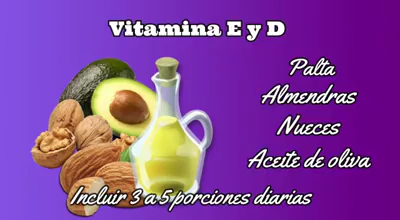 Vitamina E y D
Palta
Almendras
Nueces
Aceite de oliva
Incluir 3 a 5 porciones diarias